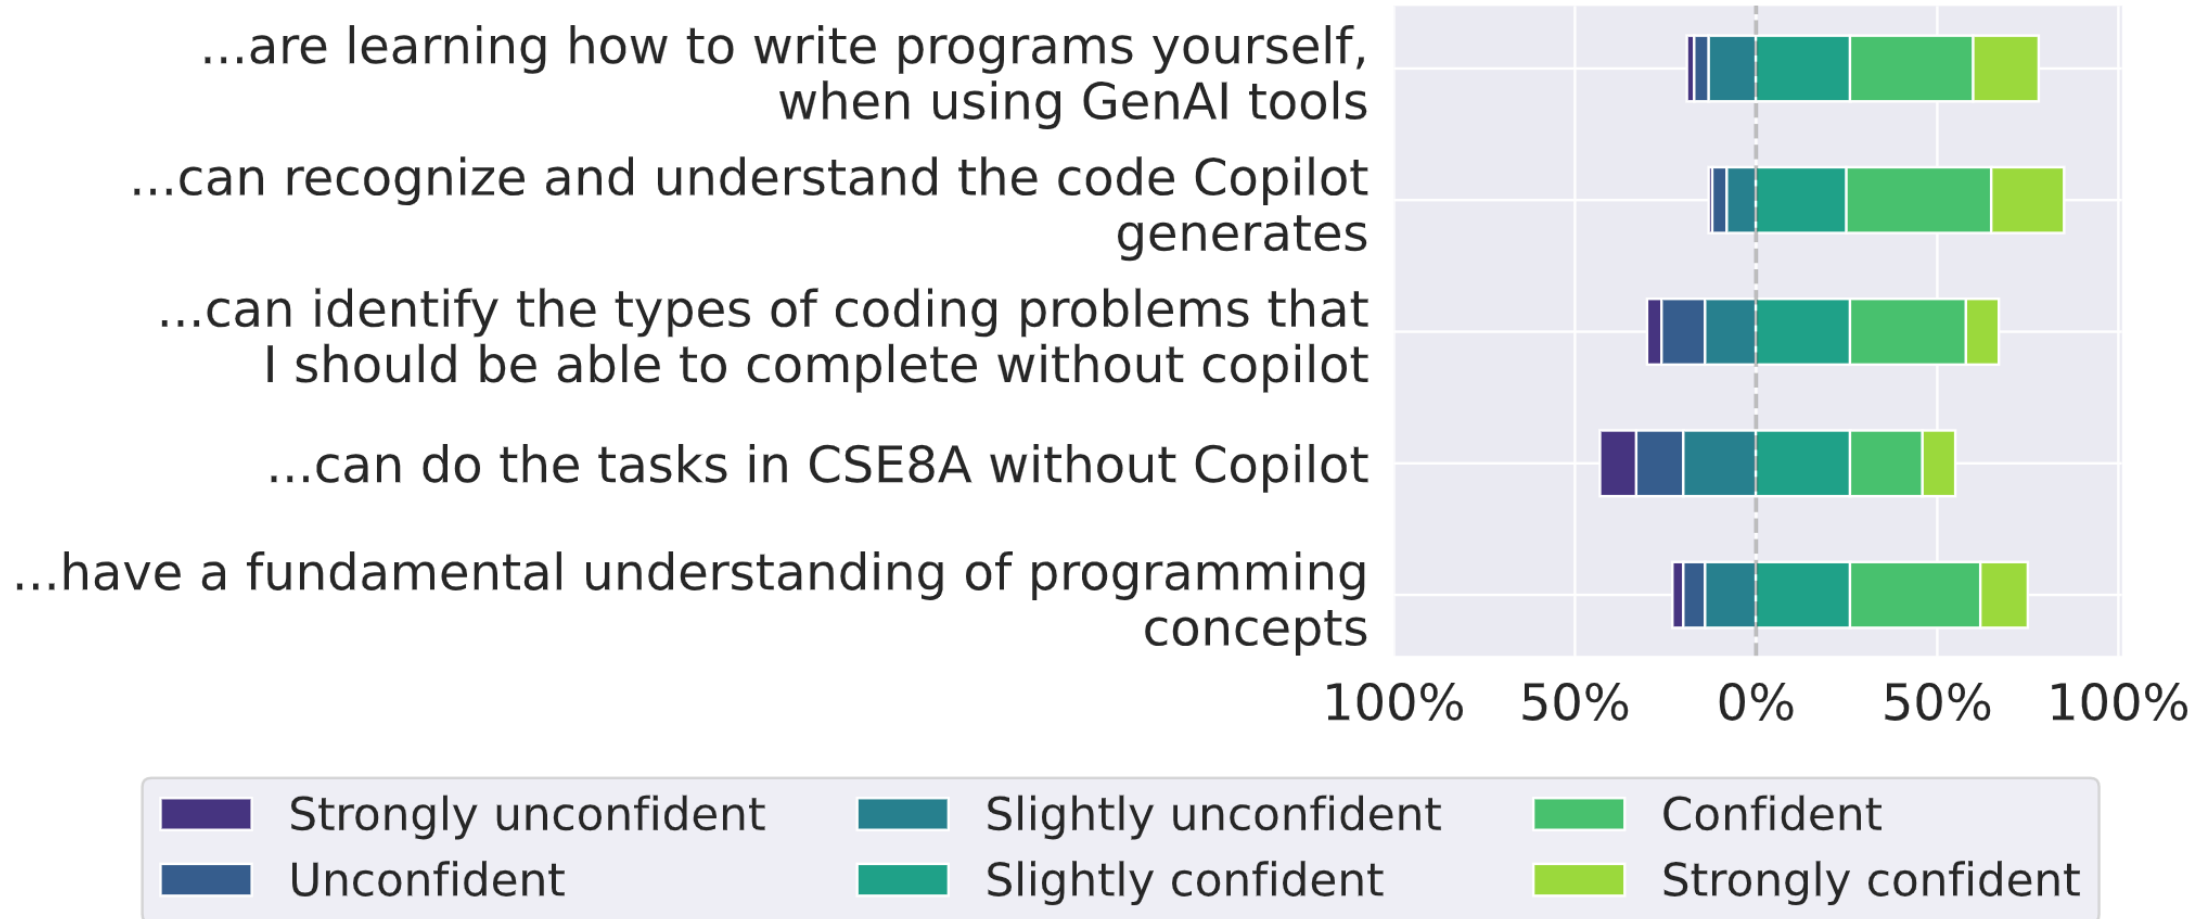 ...are learning how to write programs yourself,
when using GenAI tools
...can recognize and understand the code Copilot
generates
...can identify the types of coding problems that
I should be able to complete without copilot
...can do the tasks in CSE8A without Copilot
...have a fundamental understanding of programming
concepts
100% 50% 0% 50% 100%
Strongly unconfident Slightly unconfident Confident
Unconfident Slightly confident Strongly confident